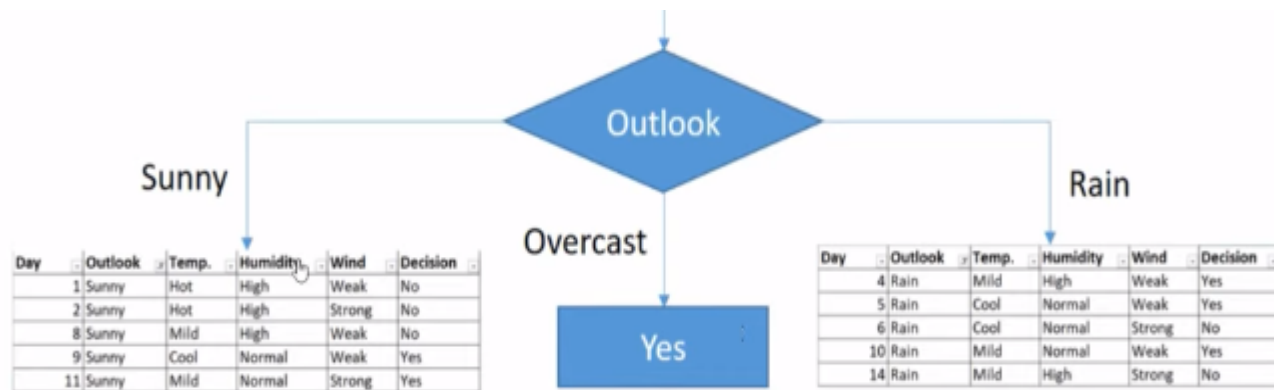 Outlook
Sunny
Rain
Overcast
Yes
Day Outlook Temp. Humidity Wind Decision
1 Sunny Hot High Weak No
2 Sunny Hot High Strong No
8 Sunny Mild High Weak No
9 Sunny Cool Normal Weak Yes
11 Sunny Mild Normal Strong Yes
Day Outlook Temp. Humidity Wind Decision
4 Rain Mild High Weak Yes
5 Rain Cool Normal Weak Yes
6 Rain Cool Normal Strong No
10 Rain Mild Normal Weak Yes
14 Rain Mild High Strong No